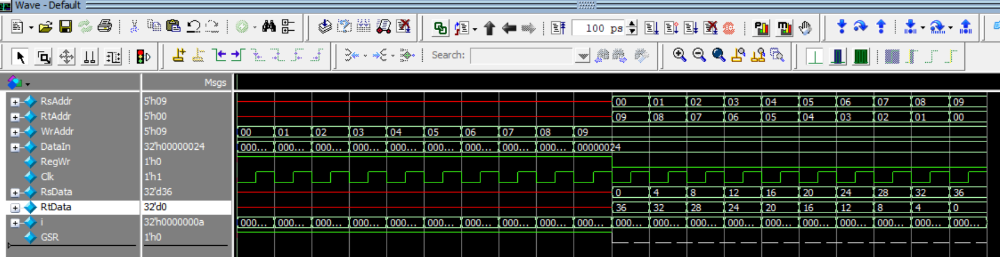 Wave - Default
100 ps
Search:
Msgs
RsAddr 5'h09 00 01 02 03 04 05 06 07 08 09
RtAddr 5'h00 09 08 07 06 05 04 03 02 01 00
WrAddr 5'h09 00 01 02 03 04 05 06 07 08 09
DataIn 32'h00000024 000... 000... 000... 000... 000... 000... 000... 000... 000... 00000024
RegWr 1'h0
Clk 1'h1
RsData 32'd36 0 4 8 12 16 20 24 28 32 36
RtData 32'd0 36 32 28 24 20 16 12 8 4 0
i 32'h0000000a 000... 000... 000... 000... 000... 000... 000... 000... 000... 000... 000... 000... 000... 000... 000... 000... 000... 000... 000... 000...
GSR 1'h0